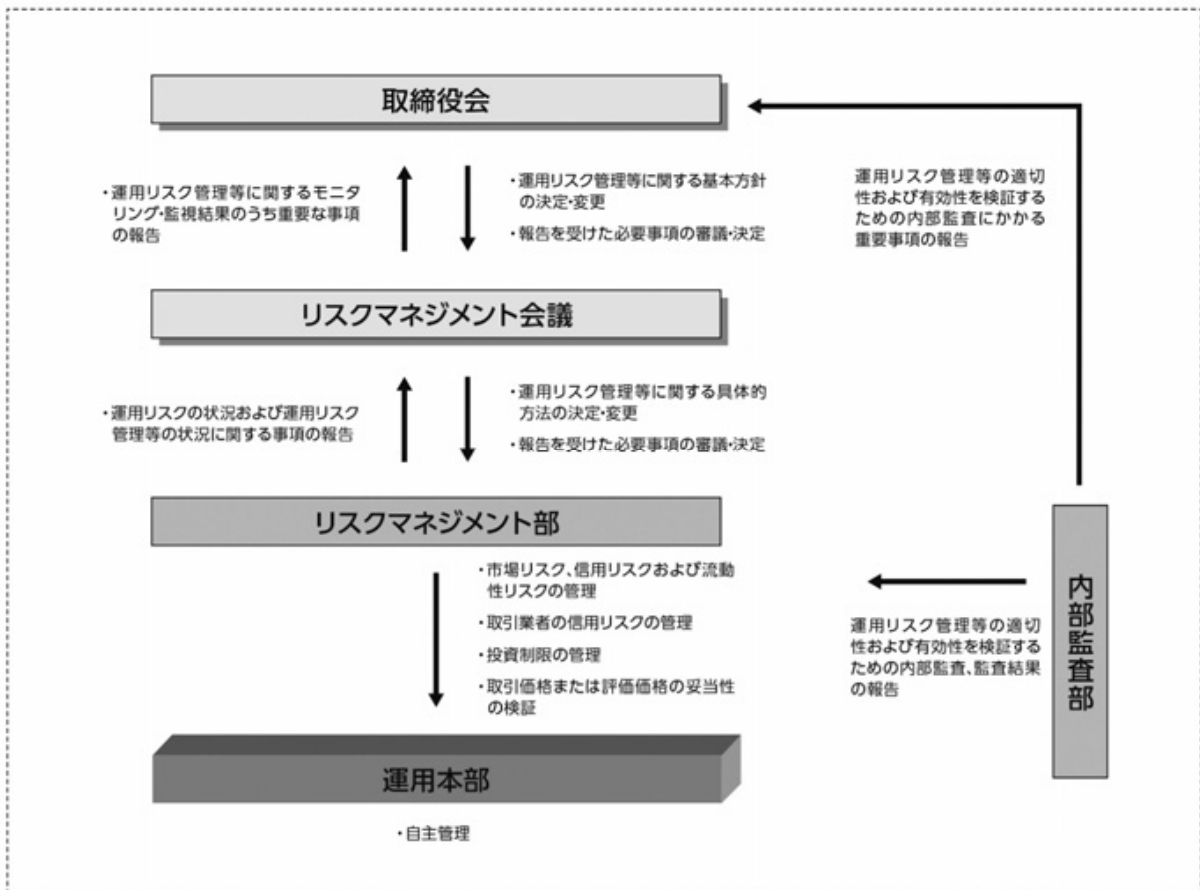 取締役会
・運用リスク管理等に関するモニタ
リング・監視結果のうち重要な事項
の報告
・運用リスク管理等に関する基本方針
の決定・変更
・報告を受けた必要事項の審議・決定
運用リスク管理等の適切
性および有効性を検証する
ための内部監査にかかる
重要事項の報告
リスクマネジメント会議
・運用リスクの状況および運用リスク
管理等の状況に関する事項の報告
・運用リスク管理等に関する具体的
方法の決定・変更
・報告を受けた必要事項の審議・決定
リスクマネジメント部
・市場リスク、信用リスクおよび流動
性リスクの管理
・取引業者の信用リスクの管理
・投資制限の管理
・取引価格または評価価格の妥当性
の検証
運用リスク管理等の適切
性および有効性を検証する
ための内部監査、監査結果
の報告
内部監査部
運用本部
・自主管理